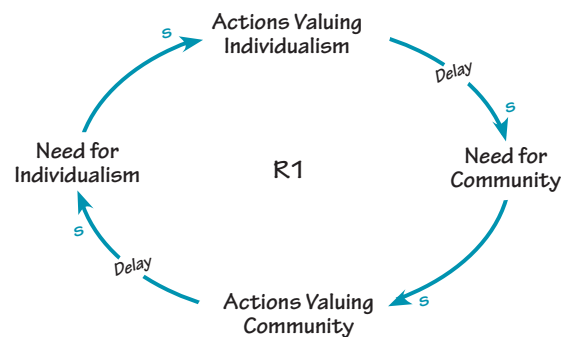 Actions Valuing
Individualism
s
Delay
s
Need for
Individualism
R1
Need for
Community
s
Delay
s
Actions Valuing
Community